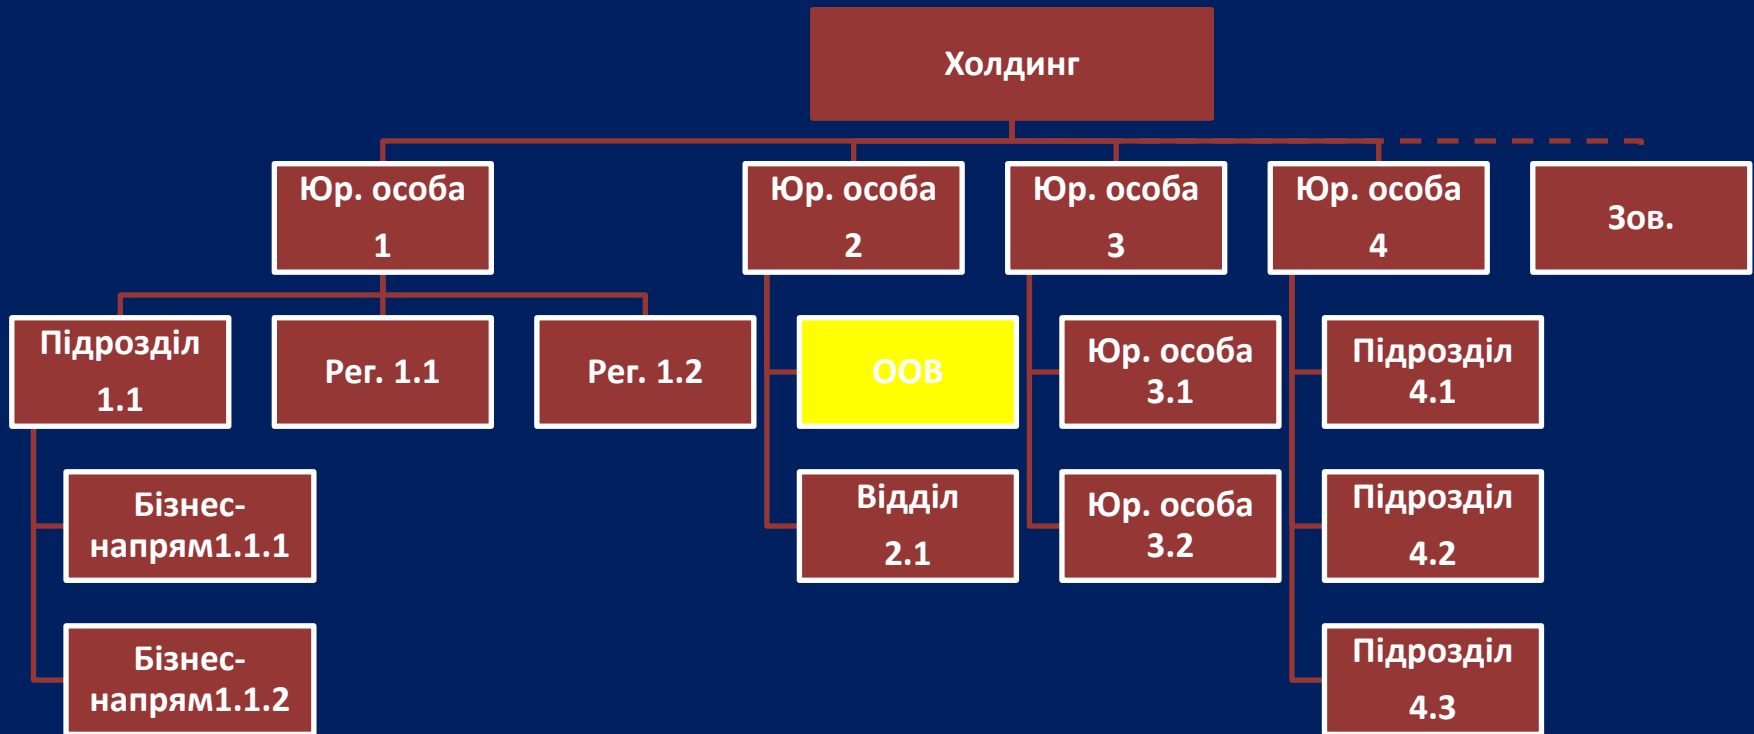 Холдинг
Юр. особа
1
Юр. особа
2
Юр. особа
3
Юр. особа
4
Зов.
Підрозділ
1.1
Рег. 1.1
Рег. 1.2
ООВ
Юр. особа
3.1
Підрозділ
4.1
Бізнес-
напрям1.1.1
Відділ
2.1
Юр. особа
3.2
Підрозділ
4.2
Бізнес-
напрям1.1.2
Підрозділ
4.3